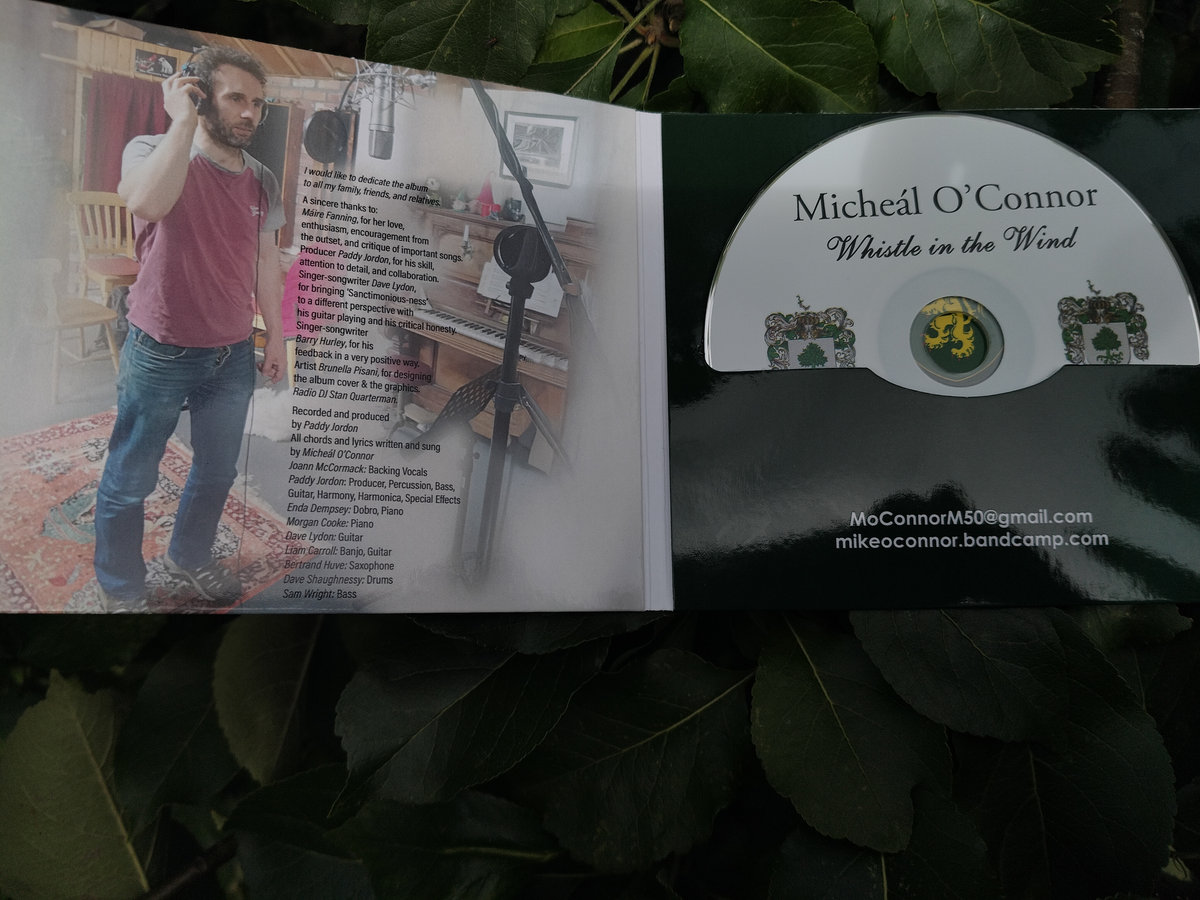 I would like to dedicate the album
to all my family, friends, and relatives.
A sincere thanks to:
Máire Fanning, for her love,
enthusiasm, encouragement from
the outset, and critique of important songs.
Producer Paddy Jordon, for his skill,
attention to detail, and collaboration.
Singer-songwriter Dave Lydon,
for bringing 'Sanctimonious-ness'
to a different perspective with
his guitar playing and his critical honesty.
Singer-songwriter
Barry Hurley, for his
feedback in a very positive way.
Artist Brunella Pisani, for designing
the album cover & the graphics.
Radio DJ Stan Quarterman.
Recorded and produced
by Paddy Jordon
All chords and lyrics written and sung
by Micheál O'Connor
Joann McCormack: Backing Vocals
Paddy Jordon: Producer, Percussion, Bass,
Guitar, Harmony, Harmonica, Special Effects
Enda Dempsey: Dobro, Piano
Morgan Cooke: Piano
Dave Lydon: Guitar
Liam Carroll: Banjo, Guitar
Bertrand Huve: Saxophone
Dave Shaughnessy: Drums
Sam Wright: Bass
Micheál O'Connor
Whistle in the Wind
MoConnorM50@gmail.com
mikeoconnor.bandcamp.com